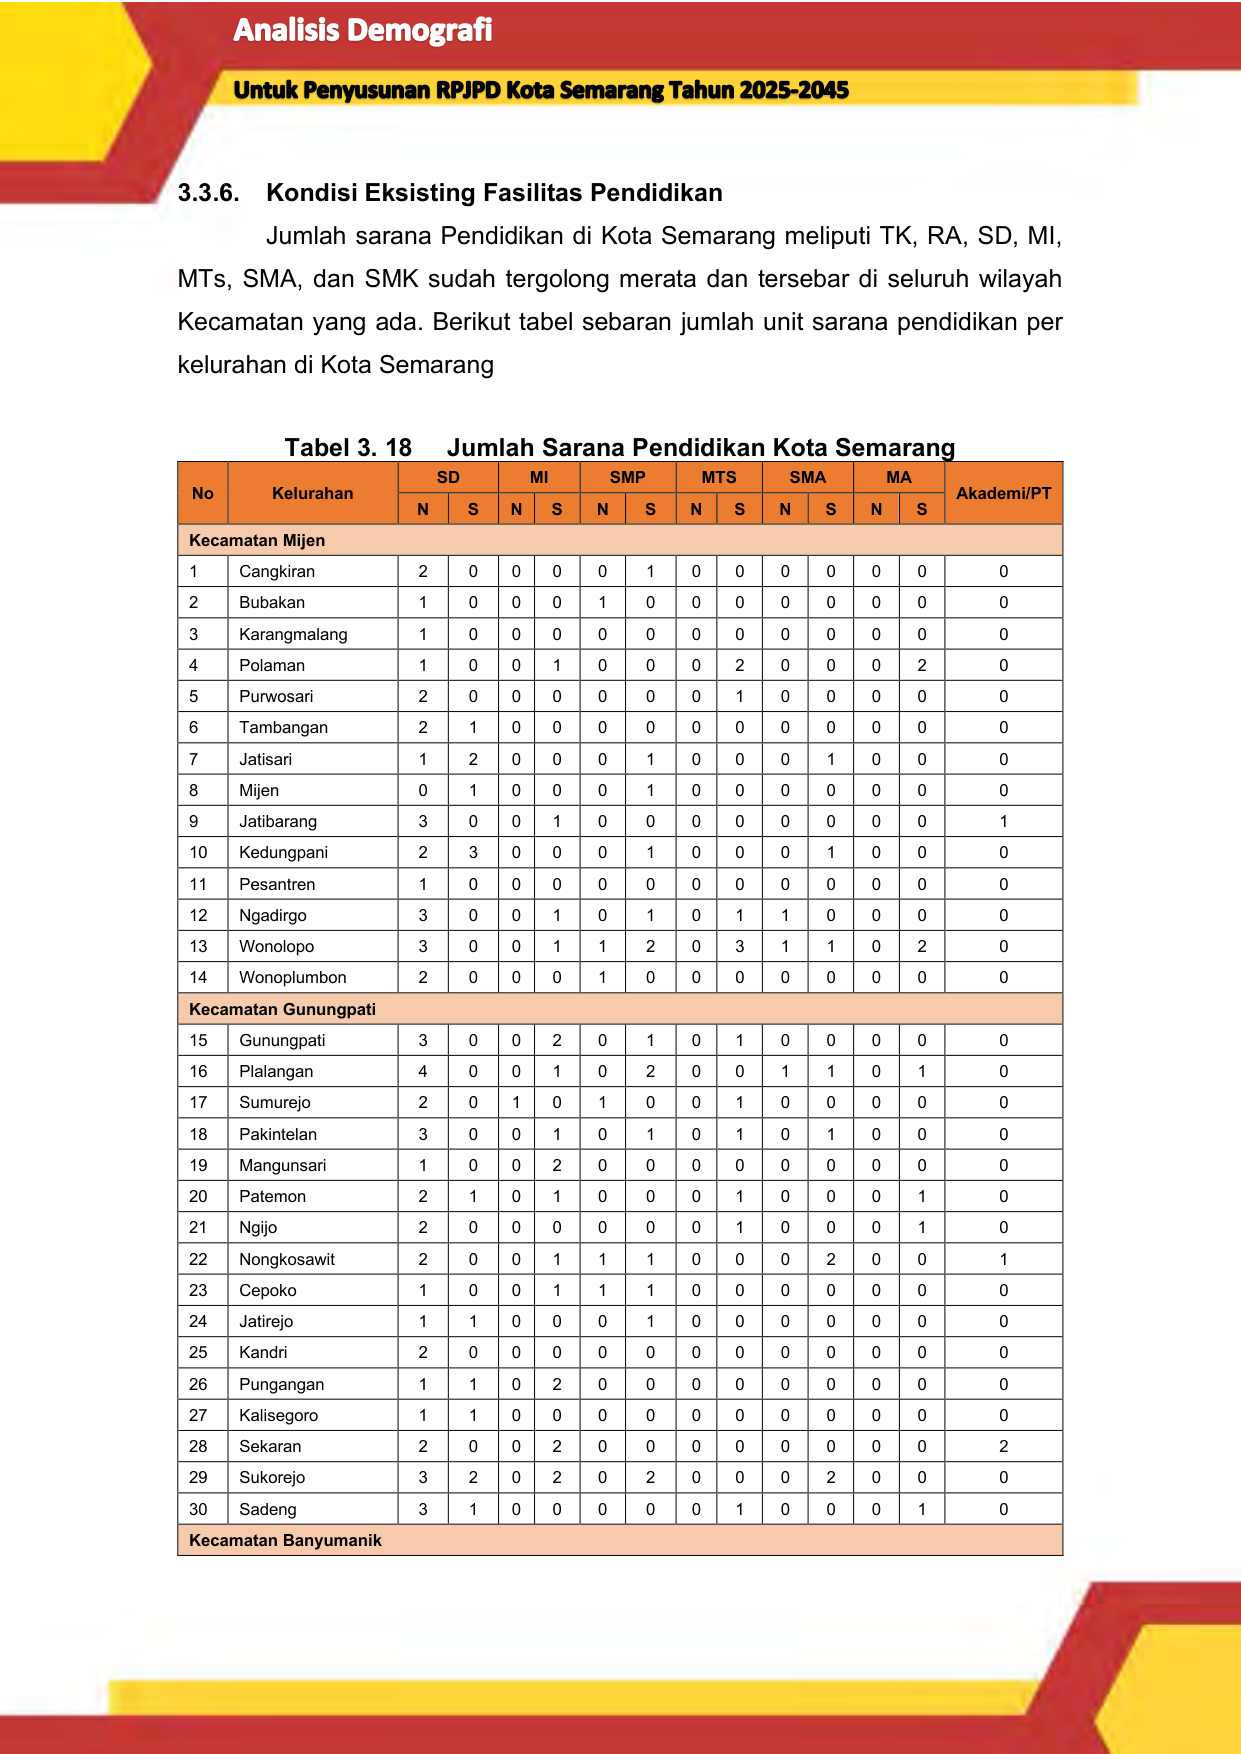 Analisis Demografi
Untuk Penyusunan RPJPD Kota Semarang Tahun 2025-2045
3.3.6. Kondisi Eksisting Fasilitas Pendidikan
Jumlah sarana Pendidikan di Kota Semarang meliputi TK, RA, SD, MI,
MTs, SMA, dan SMK sudah tergolong merata dan tersebar di seluruh wilayah
Kecamatan yang ada. Berikut tabel sebaran jumlah unit sarana pendidikan per
kelurahan di Kota Semarang
Tabel 3. 18 Jumlah Sarana Pendidikan Kota Semarang
No Kelurahan SD MI SMP MTS SMA MA Akademi/PT
N S N S N S N S N S N S
Kecamatan Mijen
1 Cangkiran 2 0 0 0 0 1 0 0 0 0 0 0 0
2 Bubakan 1 0 0 0 1 0 0 0 0 0 0 0 0
3 Karangmalang 1 0 0 0 0 0 0 0 0 0 0 0 0
4 Polaman 1 0 0 1 0 0 0 2 0 0 0 2 0
5 Purwosari 2 0 0 0 0 0 0 1 0 0 0 0 0
6 Tambangan 2 1 0 0 0 0 0 0 0 0 0 0 0
7 Jatisari 1 2 0 0 0 1 0 0 0 1 0 0 0
8 Mijen 0 1 0 0 0 1 0 0 0 0 0 0 0
9 Jatibarang 3 0 0 1 0 0 0 0 0 0 0 0 1
10 Kedungpani 2 3 0 0 0 1 0 0 0 1 0 0 0
11 Pesantren 1 0 0 0 0 0 0 0 0 0 0 0 0
12 Ngadirgo 3 0 0 1 0 1 0 1 1 0 0 0 0
13 Wonolopo 3 0 0 1 1 2 0 3 1 1 0 2 0
14 Wonoplumbon 2 0 0 0 1 0 0 0 0 0 0 0 0
Kecamatan Gunungpati
15 Gunungpati 3 0 0 2 0 1 0 1 0 0 0 0 0
16 Plalangan 4 0 0 1 0 2 0 0 1 1 0 1 0
17 Sumurejo 2 0 1 0 1 0 0 1 0 0 0 0 0
18 Pakintelan 3 0 0 1 0 1 0 1 0 1 0 0 0
19 Mangunsari 1 0 0 2 0 0 0 0 0 0 0 0 0
20 Patemon 2 1 0 1 0 0 0 1 0 0 0 1 0
21 Ngijo 2 0 0 0 0 0 0 1 0 0 0 1 0
22 Nongkosawit 2 0 0 1 1 1 0 0 0 2 0 0 1
23 Cepoko 1 0 0 1 1 1 0 0 0 0 0 0 0
24 Jatirejo 1 1 0 0 0 1 0 0 0 0 0 0 0
25 Kandri 2 0 0 0 0 0 0 0 0 0 0 0 0
26 Pungangan 1 1 0 2 0 0 0 0 0 0 0 0 0
27 Kalisegoro 1 1 0 0 0 0 0 0 0 0 0 0 0
28 Sekaran 2 0 0 2 0 0 0 0 0 0 0 0 2
29 Sukorejo 3 2 0 2 0 2 0 0 0 2 0 0 0
30 Sadeng 3 1 0 0 0 0 0 1 0 0 0 1 0
Kecamatan Banyumanik